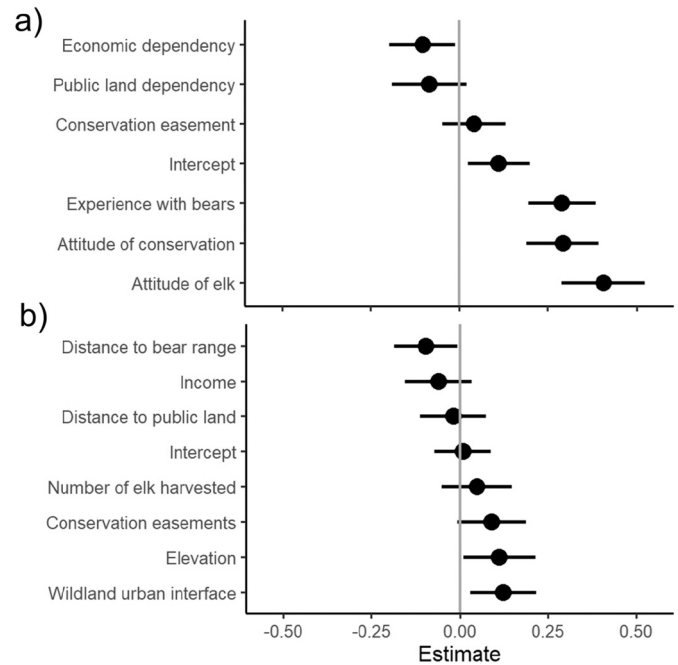 a)
Economic dependency
Public land dependency
Conservation easement
Intercept
Experience with bears
Attitude of conservation
Attitude of elk
b)
Distance to bear range
Income
Distance to public land
Intercept
Number of elk harvested
Conservation easements
Elevation
Wildland urban interface
-0.50 -0.25 0.00 0.25 0.50
Estimate